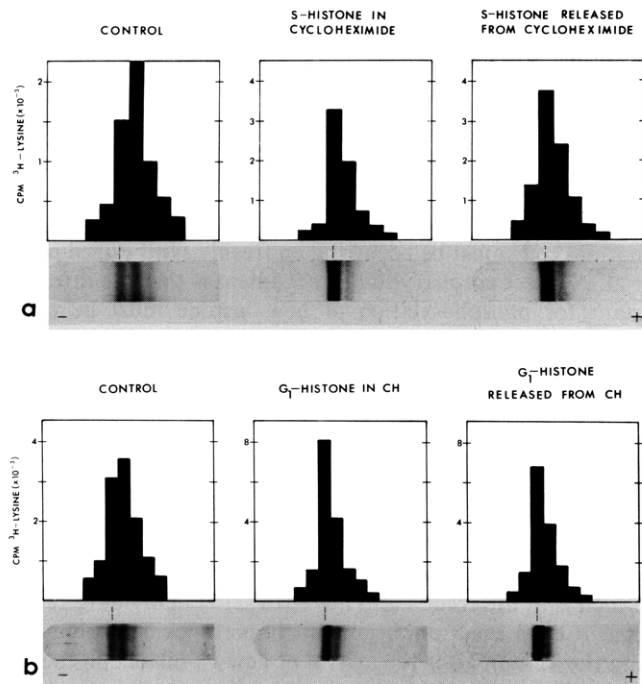 CONTROL
S-HISTONE IN
CYCLOHEXIMIDE
S-HISTONE RELEASED
FROM CYCLOHEXIMIDE
CPM ³H-LYSINE (×10⁻³)
2
1
4
3
2
1
4
3
2
1
a
-
+
CONTROL
G₁-HISTONE IN CH
G₁-HISTONE
RELEASED FROM CH
CPM ³H-LYSINE (×10⁻³)
4
2
8
4
8
4
b
-
+